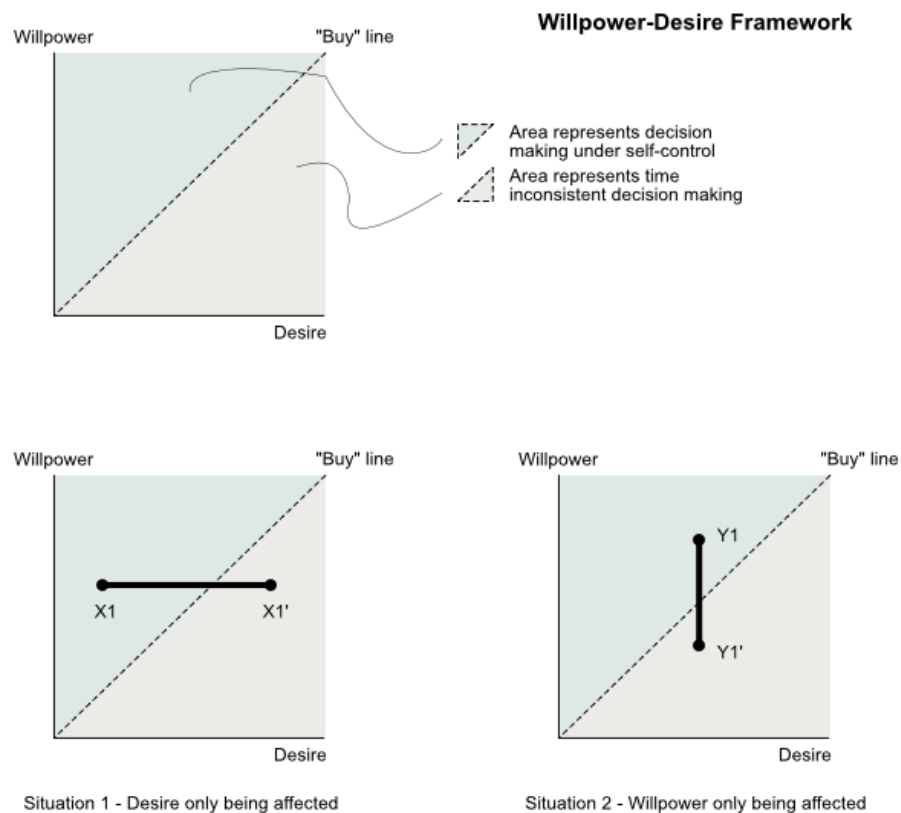 Willpower-Desire Framework
Willpower
"Buy" line
Area represents decision
making under self-control
Area represents time
inconsistent decision making
Desire
Willpower
"Buy" line
X1
X1'
Desire
Situation 1 - Desire only being affected
Willpower
"Buy" line
Y1
Y1'
Desire
Situation 2 - Willpower only being affected